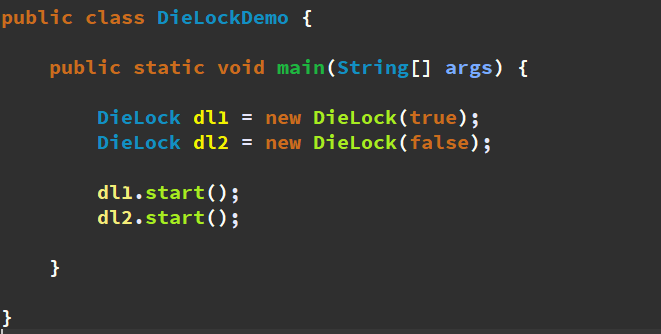 public class DieLockDemo {
public static void main(String[] args) {
DieLock dl1 = new DieLock(true);
DieLock dl2 = new DieLock(false);
dl1.start();
dl2.start();
}
}